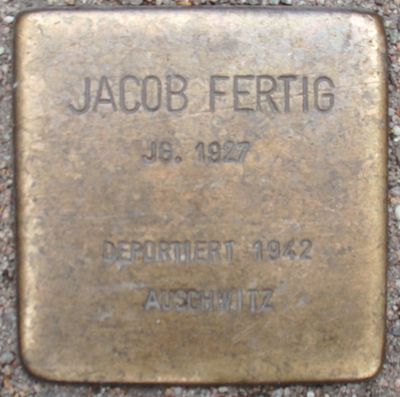 JACOB FERTIG
JG. 1927
DEPORTIERT 1942
AUSCHWITZ